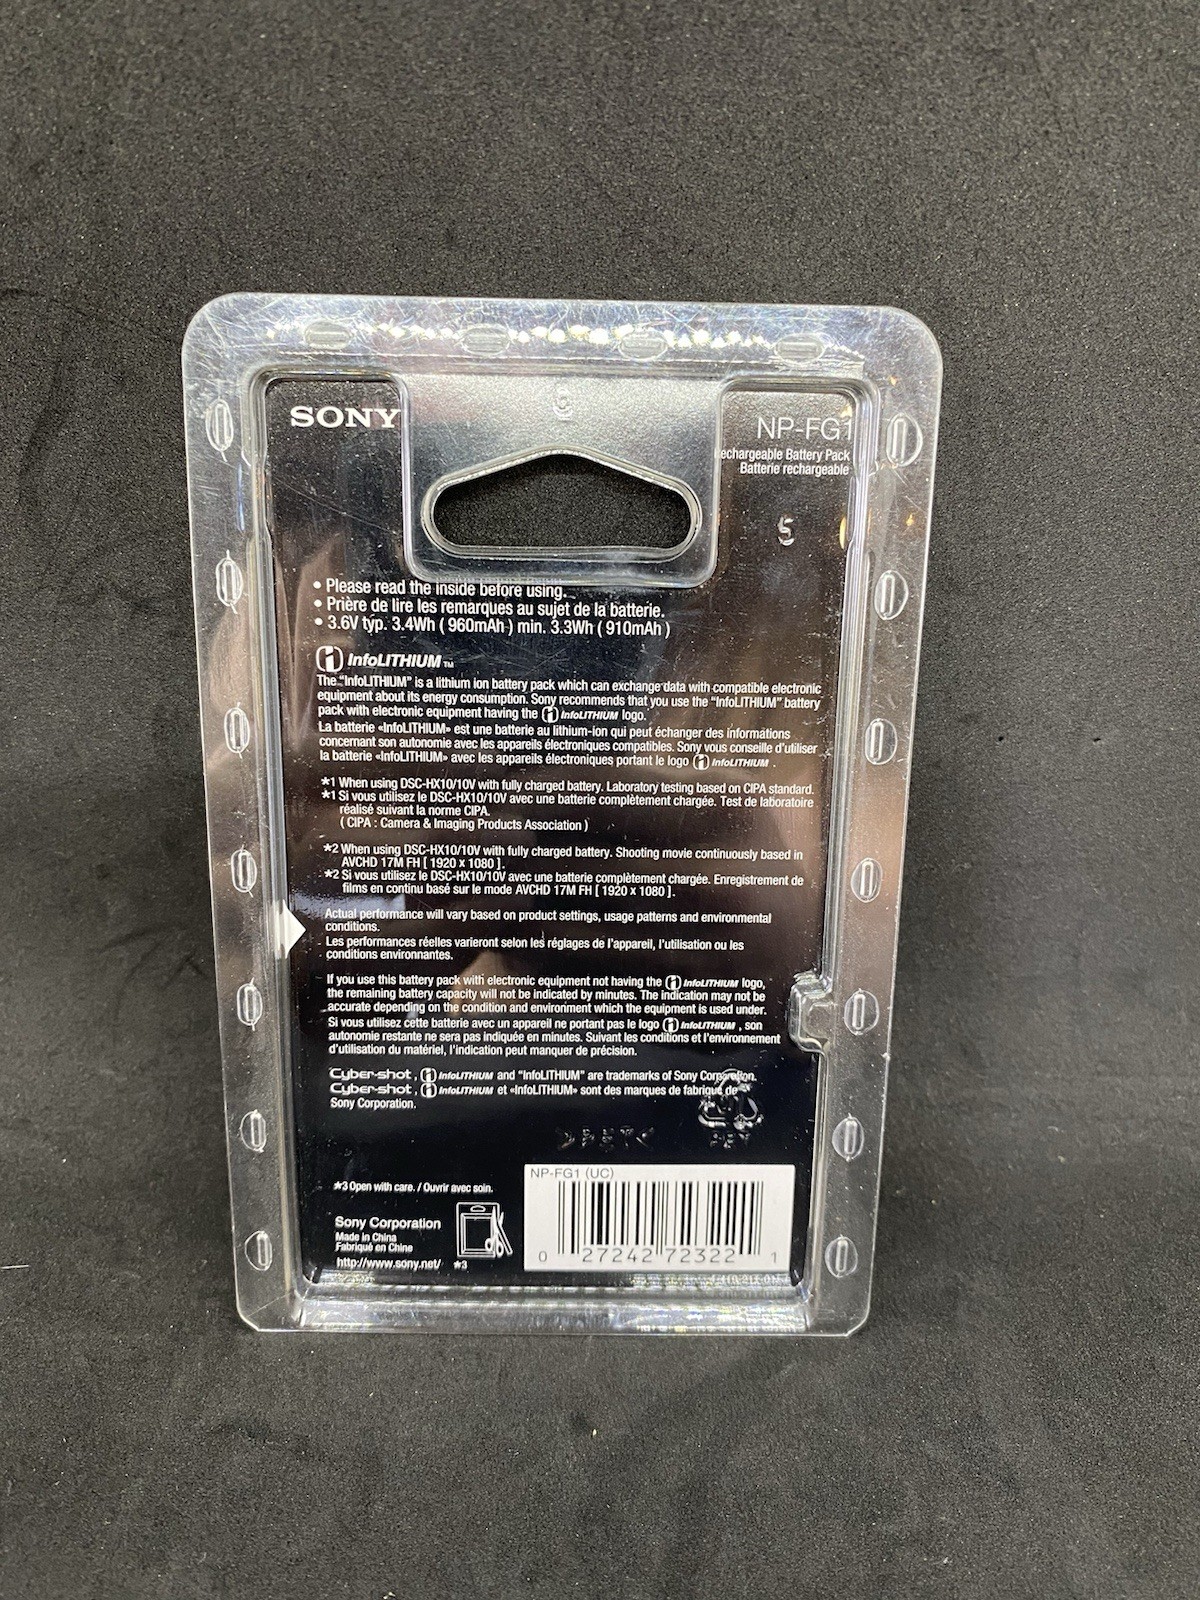 SONY
NP-FG1
echargeable Battery Pack
Batterie rechargeable
S
• Please read the inside before using.
• Prière de lire les remarques au sujet de la batterie.
• 3.6V typ. 3.4Wh ( 960mAh ) min. 3.3Wh ( 910mAh )
InfoLITHIUM TM
The "InfoLITHIUM" is a lithium ion battery pack which can exchange data with compatible electronic
equipment about its energy consumption. Sony recommends that you use the "InfoLITHIUM" battery
pack with electronic equipment having the InfoLITHIUM logo.
La batterie «InfoLITHIUM» est une batterie au lithium-ion qui peut échanger des informations
concernant son autonomie avec les appareils électroniques compatibles. Sony vous conseille d'utiliser
la batterie «InfoLITHIUM» avec les appareils électroniques portant le logo InfoLITHIUM .
*1 When using DSC-HX10/10V with fully charged battery. Laboratory testing based on CIPA standard.
*1 Si vous utilisez le DSC-HX10/10V avec une batterie complètement chargée. Test de laboratoire
réalisé suivant la norme CIPA.
( CIPA : Camera & Imaging Products Association )
*2 When using DSC-HX10/10V with fully charged battery. Shooting movie continuously based in
AVCHD 17M FH [ 1920 x 1080 ].
*2 Si vous utilisez le DSC-HX10/10V avec une batterie complètement chargée. Enregistrement de
films en continu basé sur le mode AVCHD 17M FH [ 1920 x 1080 ].
Actual performance will vary based on product settings, usage patterns and environmental
conditions.
Les performances réelles varieront selon les réglages de l'appareil, l'utilisation ou les
conditions environnantes.
If you use this battery pack with electronic equipment not having the InfoLITHIUM logo,
the remaining battery capacity will not be indicated by minutes. The indication may not be
accurate depending on the condition and environment which the equipment is used under.
Si vous utilisez cette batterie avec un appareil ne portant pas le logo InfoLITHIUM , son
autonomie restante ne sera pas indiquée en minutes. Suivant les conditions et l'environnement
d'utilisation du matériel, l'indication peut manquer de précision.
Cyber-shot , InfoLITHIUM and "InfoLITHIUM" are trademarks of Sony Corporation.
Cyber-shot , InfoLITHIUM et «InfoLITHIUM» sont des marques de fabrique de
Sony Corporation.
*3 Open with care. / Ouvrir avec soin.
Sony Corporation
Made in China
Fabriqué en Chine
http://www.sony.net/ *3
NP-FG1 (UC)
0 27242 72322 1